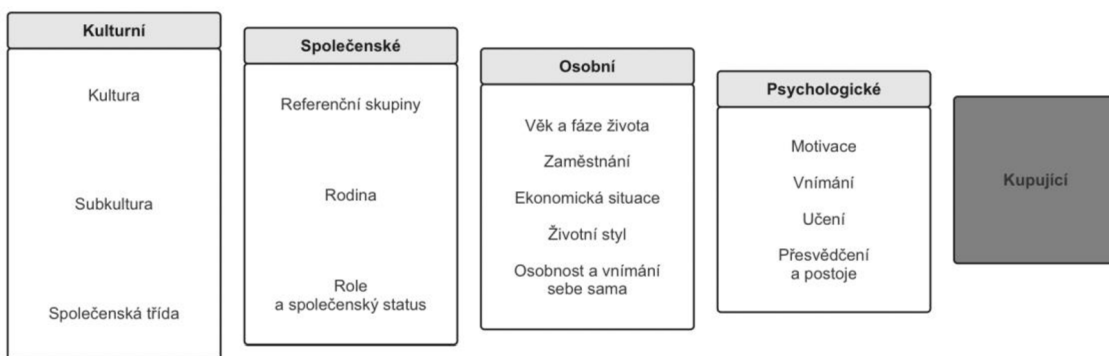 Kulturní
Kultura
Subkultura
Společenská třída
Společenské
Referenční skupiny
Rodina
Role
a společenský status
Osobní
Věk a fáze života
Zaměstnání
Ekonomická situace
Životní styl
Osobnost a vnímání
sebe sama
Psychologické
Motivace
Vnímání
Učení
Přesvědčení
a postoje
Kupující